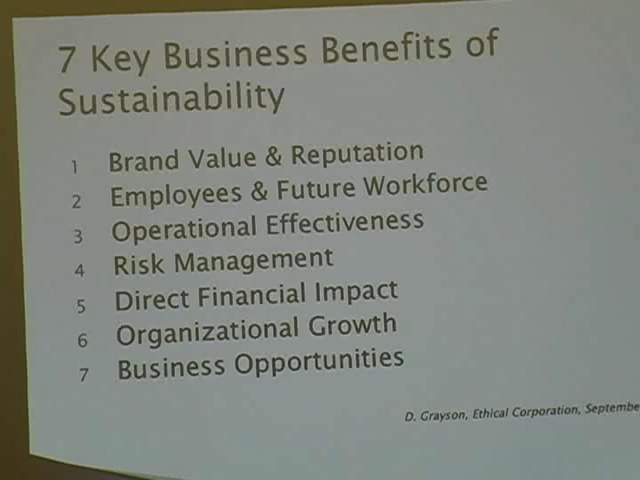 7 Key Business Benefits of
Sustainability
1 Brand Value & Reputation
2 Employees & Future Workforce
3 Operational Effectiveness
4 Risk Management
5 Direct Financial Impact
6 Organizational Growth
7 Business Opportunities
D. Grayson, Ethical Corporation, Septembe